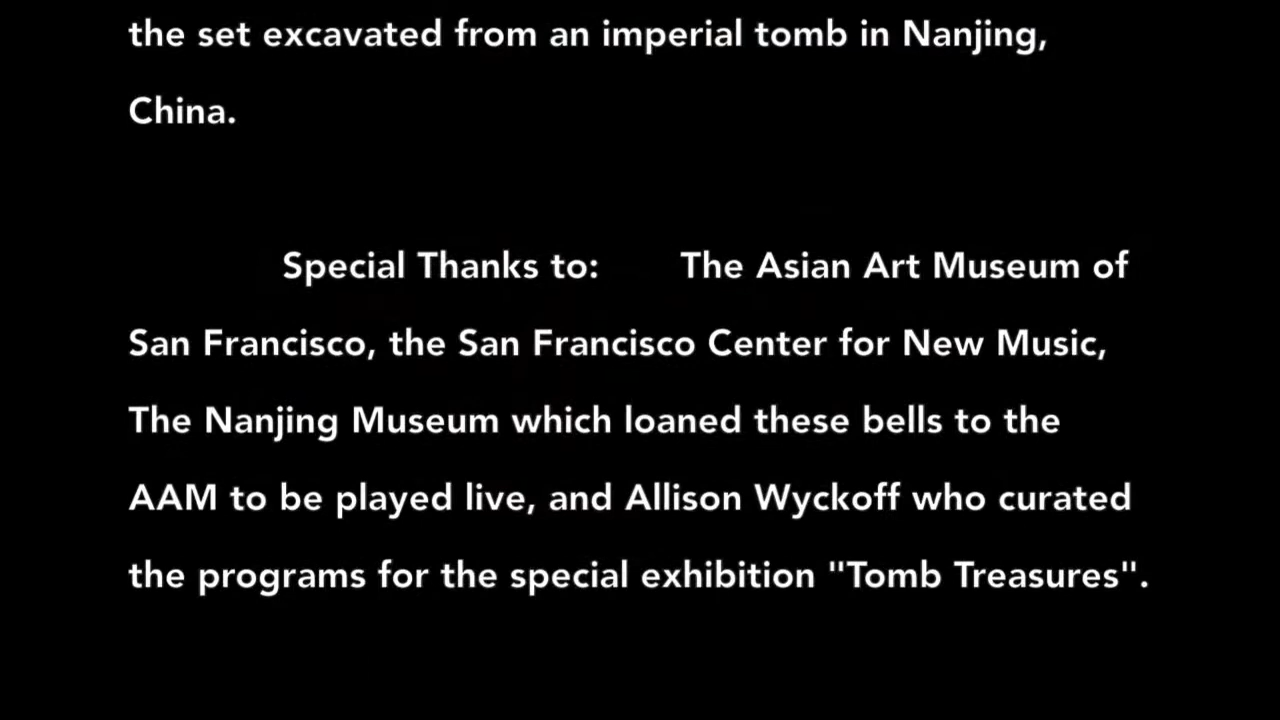 the set excavated from an imperial tomb in Nanjing,
China.
Special Thanks to: The Asian Art Museum of
San Francisco, the San Francisco Center for New Music,
The Nanjing Museum which loaned these bells to the
AAM to be played live, and Allison Wyckoff who curated
the programs for the special exhibition "Tomb Treasures".